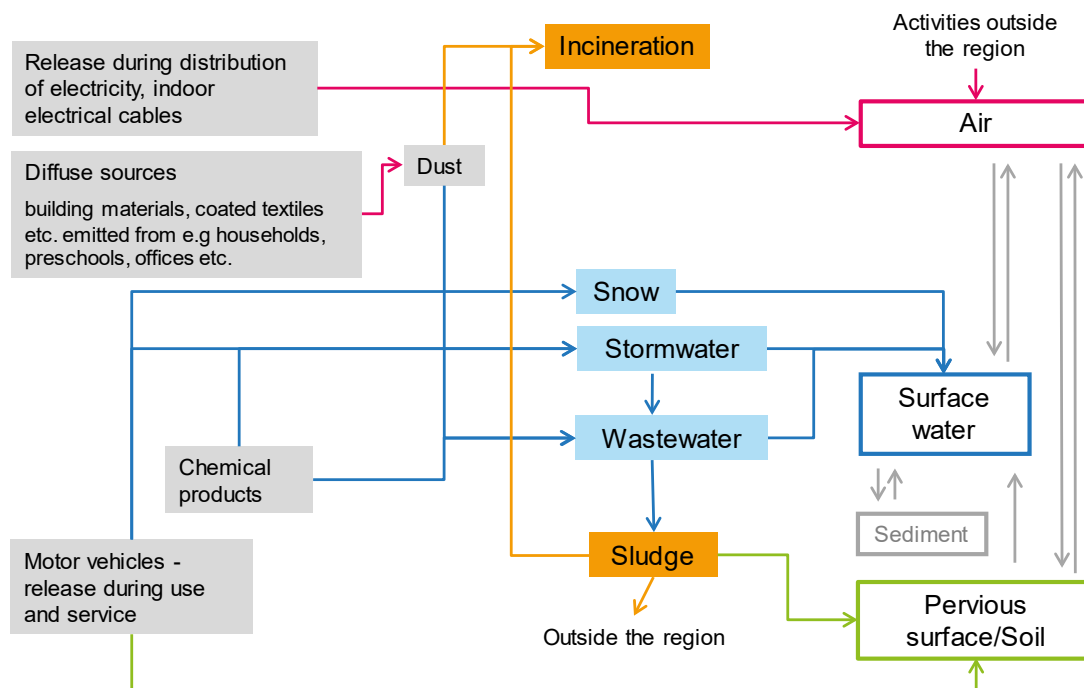 Release during distribution
of electricity, indoor
electrical cables
Incineration
Activities outside
the region
Air
Diffuse sources
building materials, coated textiles
etc. emitted from e.g households,
preschools, offices etc.
Dust
Snow
Stormwater
Wastewater
Surface
water
Chemical
products
Sediment
Motor vehicles -
release during use
and service
Sludge
Outside the region
Pervious
surface/Soil